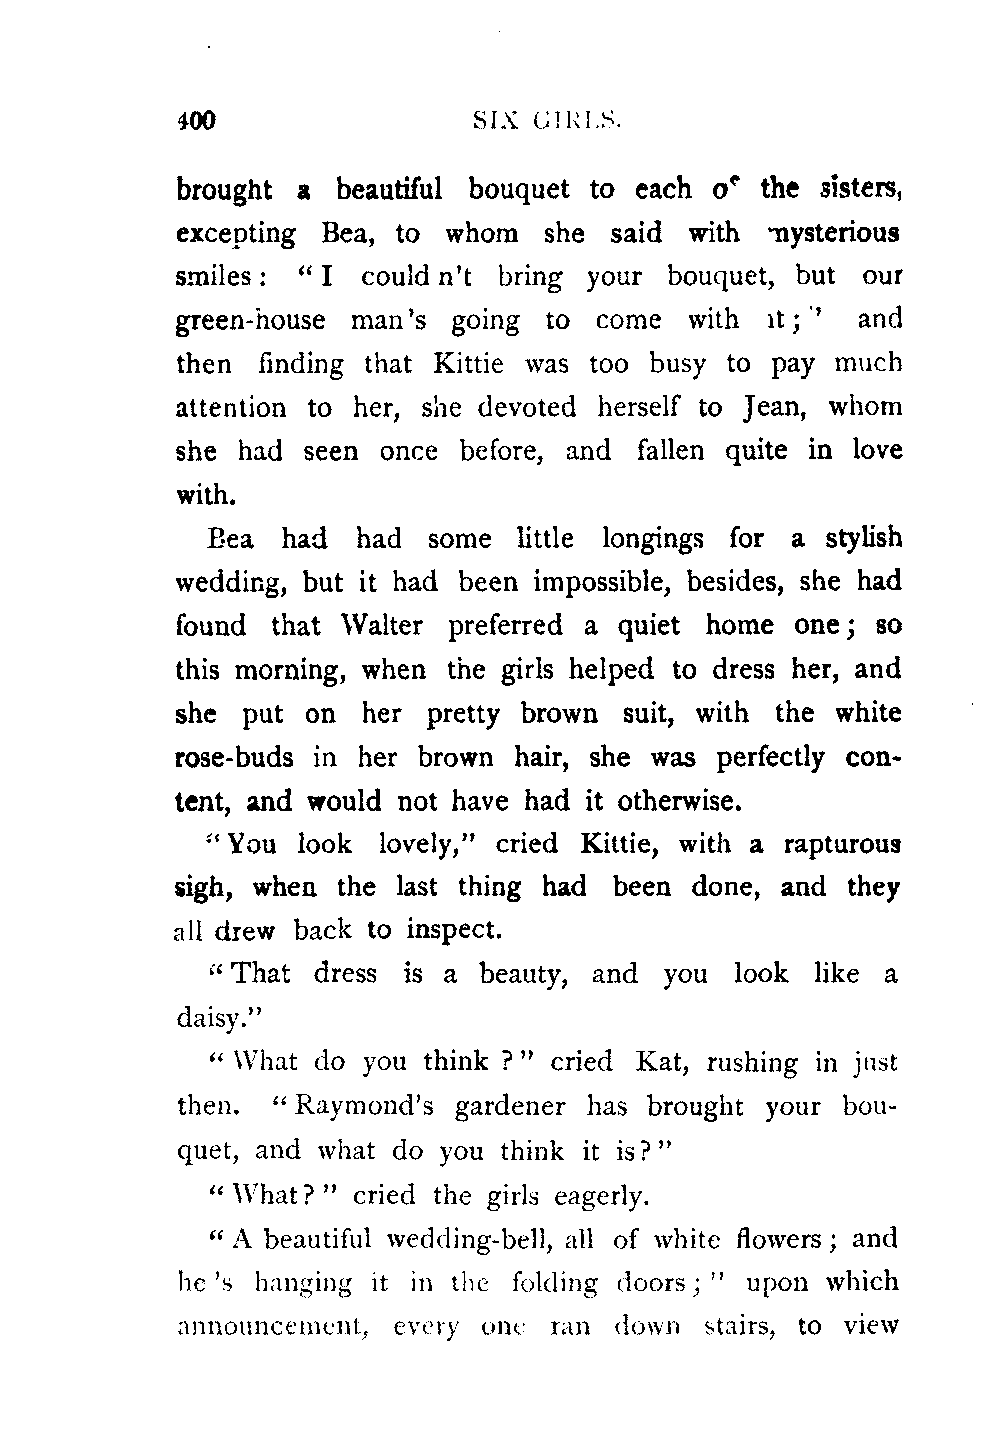 400 SIX GIRLS.
brought a beautiful bouquet to each of the sisters,
excepting Bea, to whom she said with mysterious
smiles: "I could n't bring your bouquet, but our
green-house man's going to come with it;" and
then finding that Kittie was too busy to pay much
attention to her, she devoted herself to Jean, whom
she had seen once before, and fallen quite in love
with.
Bea had had some little longings for a stylish
wedding, but it had been impossible, besides, she had
found that Walter preferred a quiet home one; so
this morning, when the girls helped to dress her, and
she put on her pretty brown suit, with the white
rose-buds in her brown hair, she was perfectly con-
tent, and would not have had it otherwise.
"You look lovely," cried Kittie, with a rapturous
sigh, when the last thing had been done, and they
all drew back to inspect.
"That dress is a beauty, and you look like a
daisy."
"What do you think?" cried Kat, rushing in just
then. "Raymond's gardener has brought your bou-
quet, and what do you think it is?"
"What?" cried the girls eagerly.
"A beautiful wedding-bell, all of white flowers; and
he 's hanging it in the folding doors;" upon which
announcement, every one ran down stairs, to view